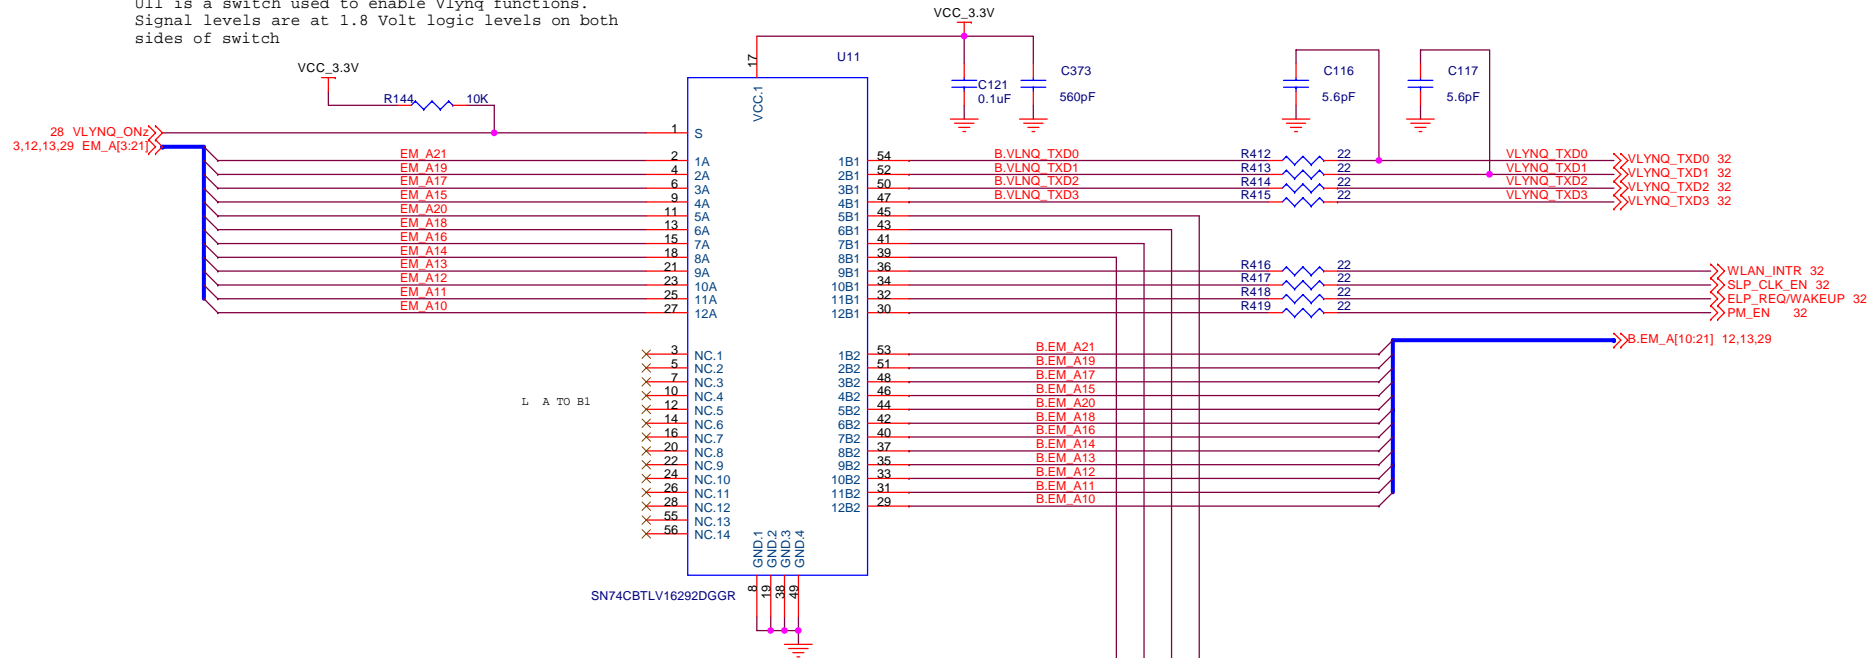 U11 is a switch used to enable Vlynq functions.
Signal levels are at 1.8 Volt logic levels on both
sides of switch
VCC_3.3V
VCC_3.3V
R144 10K
17
VCC.1
U11
C121
0.1uF
C373
560pF
C116
5.6pF
C117
5.6pF
28 VLYNQ_ONz 1 S
3,12,13,29 EM_A[3:21]
EM_A21 2 1A 1B1 54 B.VLNQ_TXD0 R412 22 VLYNQ_TXD0 VLYNQ_TXD0 32
EM_A19 4 2A 2B1 52 B.VLNQ_TXD1 R413 22 VLYNQ_TXD1 VLYNQ_TXD1 32
EM_A17 6 3A 3B1 50 B.VLNQ_TXD2 R414 22 VLYNQ_TXD2 VLYNQ_TXD2 32
EM_A15 9 4A 4B1 47 B.VLNQ_TXD3 R415 22 VLYNQ_TXD3 VLYNQ_TXD3 32
EM_A20 11 5A 5B1 45
EM_A18 13 6A 6B1 43
EM_A16 15 7A 7B1 41
EM_A14 18 8A 8B1 39
EM_A13 21 9A 9B1 36 R416 22 WLAN_INTR 32
EM_A12 23 10A 10B1 34 R417 22 SLP_CLK_EN 32
EM_A11 25 11A 11B1 32 R418 22 ELP_REQ/WAKEUP 32
EM_A10 27 12A 12B1 30 R419 22 PM_EN 32
B.EM_A[10:21] 12,13,29
3 NC.1 1B2 53 B.EM_A21
5 NC.2 2B2 51 B.EM_A19
7 NC.3 3B2 48 B.EM_A17
10 NC.4 4B2 46 B.EM_A15
L A TO B1
12 NC.5 5B2 44 B.EM_A20
14 NC.6 6B2 42 B.EM_A18
16 NC.7 7B2 40 B.EM_A16
20 NC.8 8B2 37 B.EM_A14
22 NC.9 9B2 35 B.EM_A13
24 NC.10 10B2 33 B.EM_A12
26 NC.11 11B2 31 B.EM_A11
28 NC.12 12B2 29 B.EM_A10
55 NC.13
56 NC.14
GND.1 GND.2 GND.3 GND.4
8 19 38 49
SN74CBTLV16292DGGR